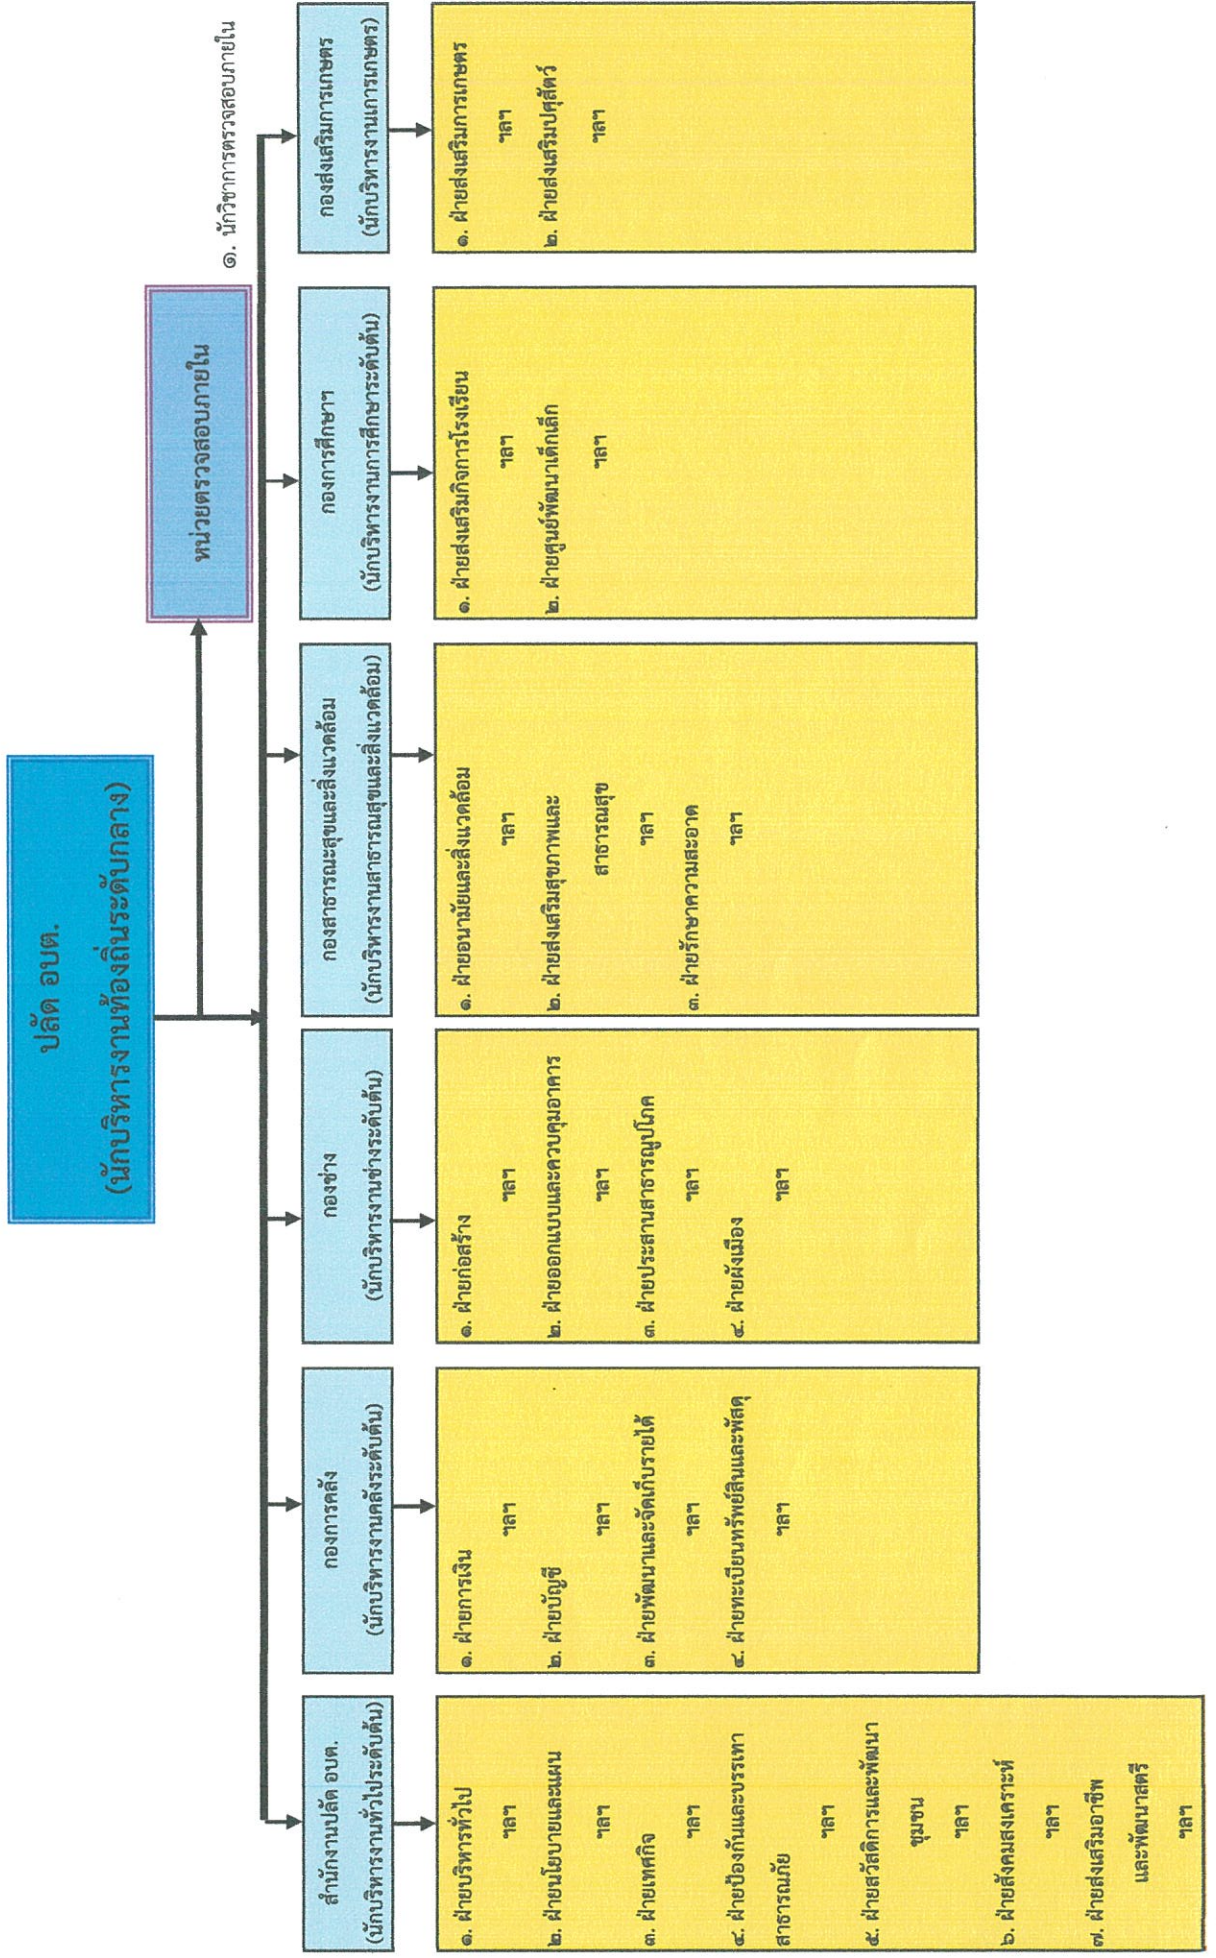 ปลัด อบต.
(นักบริหารงานท้องถิ่นระดับกลาง)
หน่วยตรวจสอบภายใน
๑. นักวิชาการตรวจสอบภายใน
สำนักงานปลัด อบต.
(นักบริหารงานทั่วไประดับต้น)
๑. ฝ่ายบริหารทั่วไป
ฯลฯ
๒. ฝ่ายนโยบายและแผน
ฯลฯ
๓. ฝ่ายเทศกิจ
ฯลฯ
๔. ฝ่ายป้องกันและบรรเทา
สาธารณภัย
ฯลฯ
๕. ฝ่ายสวัสดิการและพัฒนา
ชุมชน
ฯลฯ
๖. ฝ่ายสังคมสงเคราะห์
ฯลฯ
๗. ฝ่ายส่งเสริมอาชีพ
และพัฒนาสตรี
ฯลฯ
กองการคลัง
(นักบริหารงานคลังระดับต้น)
๑. ฝ่ายการเงิน
ฯลฯ
๒. ฝ่ายบัญชี
ฯลฯ
๓. ฝ่ายพัฒนาและจัดเก็บรายได้
ฯลฯ
๔. ฝ่ายทะเบียนทรัพย์สินและพัสดุ
ฯลฯ
กองช่าง
(นักบริหารงานช่างระดับต้น)
๑. ฝ่ายก่อสร้าง
ฯลฯ
๒. ฝ่ายออกแบบและควบคุมอาคาร
ฯลฯ
๓. ฝ่ายประสานสาธารณูปโภค
ฯลฯ
๔. ฝ่ายผังเมือง
ฯลฯ
กองสาธารณะสุขและสิ่งแวดล้อม
(นักบริหารงานสาธารณสุขและสิ่งแวดล้อม)
๑. ฝ่ายอนามัยและสิ่งแวดล้อม
ฯลฯ
๒. ฝ่ายส่งเสริมสุขภาพและ
สาธารณสุข
ฯลฯ
๓. ฝ่ายรักษาความสะอาด
ฯลฯ
กองการศึกษาฯ
(นักบริหารงานการศึกษาระดับต้น)
๑. ฝ่ายส่งเสริมกิจการโรงเรียน
ฯลฯ
๒. ฝ่ายศูนย์พัฒนาเด็กเล็ก
ฯลฯ
กองส่งเสริมการเกษตร
(นักบริหารงานเการเกษตร)
๑. ฝ่ายส่งเสริมการเกษตร
ฯลฯ
๒. ฝ่ายส่งเสริมปศุสัตว์
ฯลฯ